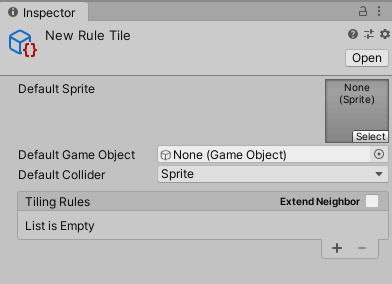 Inspector
New Rule Tile
Open
Default Sprite
None
(Sprite)
Select
Default Game Object
None (Game Object)
Default Collider
Sprite
Tiling Rules
Extend Neighbor
List is Empty